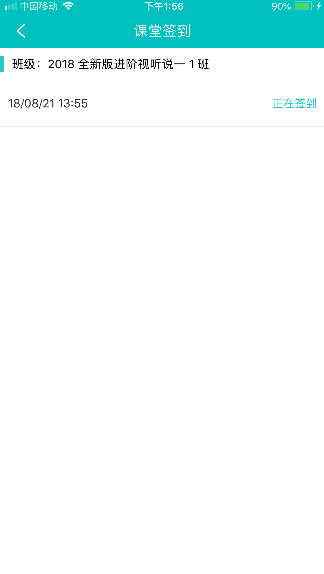 中国移动 下午1:56 90%
课堂签到
班级：2018 全新版进阶视听说一 1 班
18/08/21 13:55 正在签到